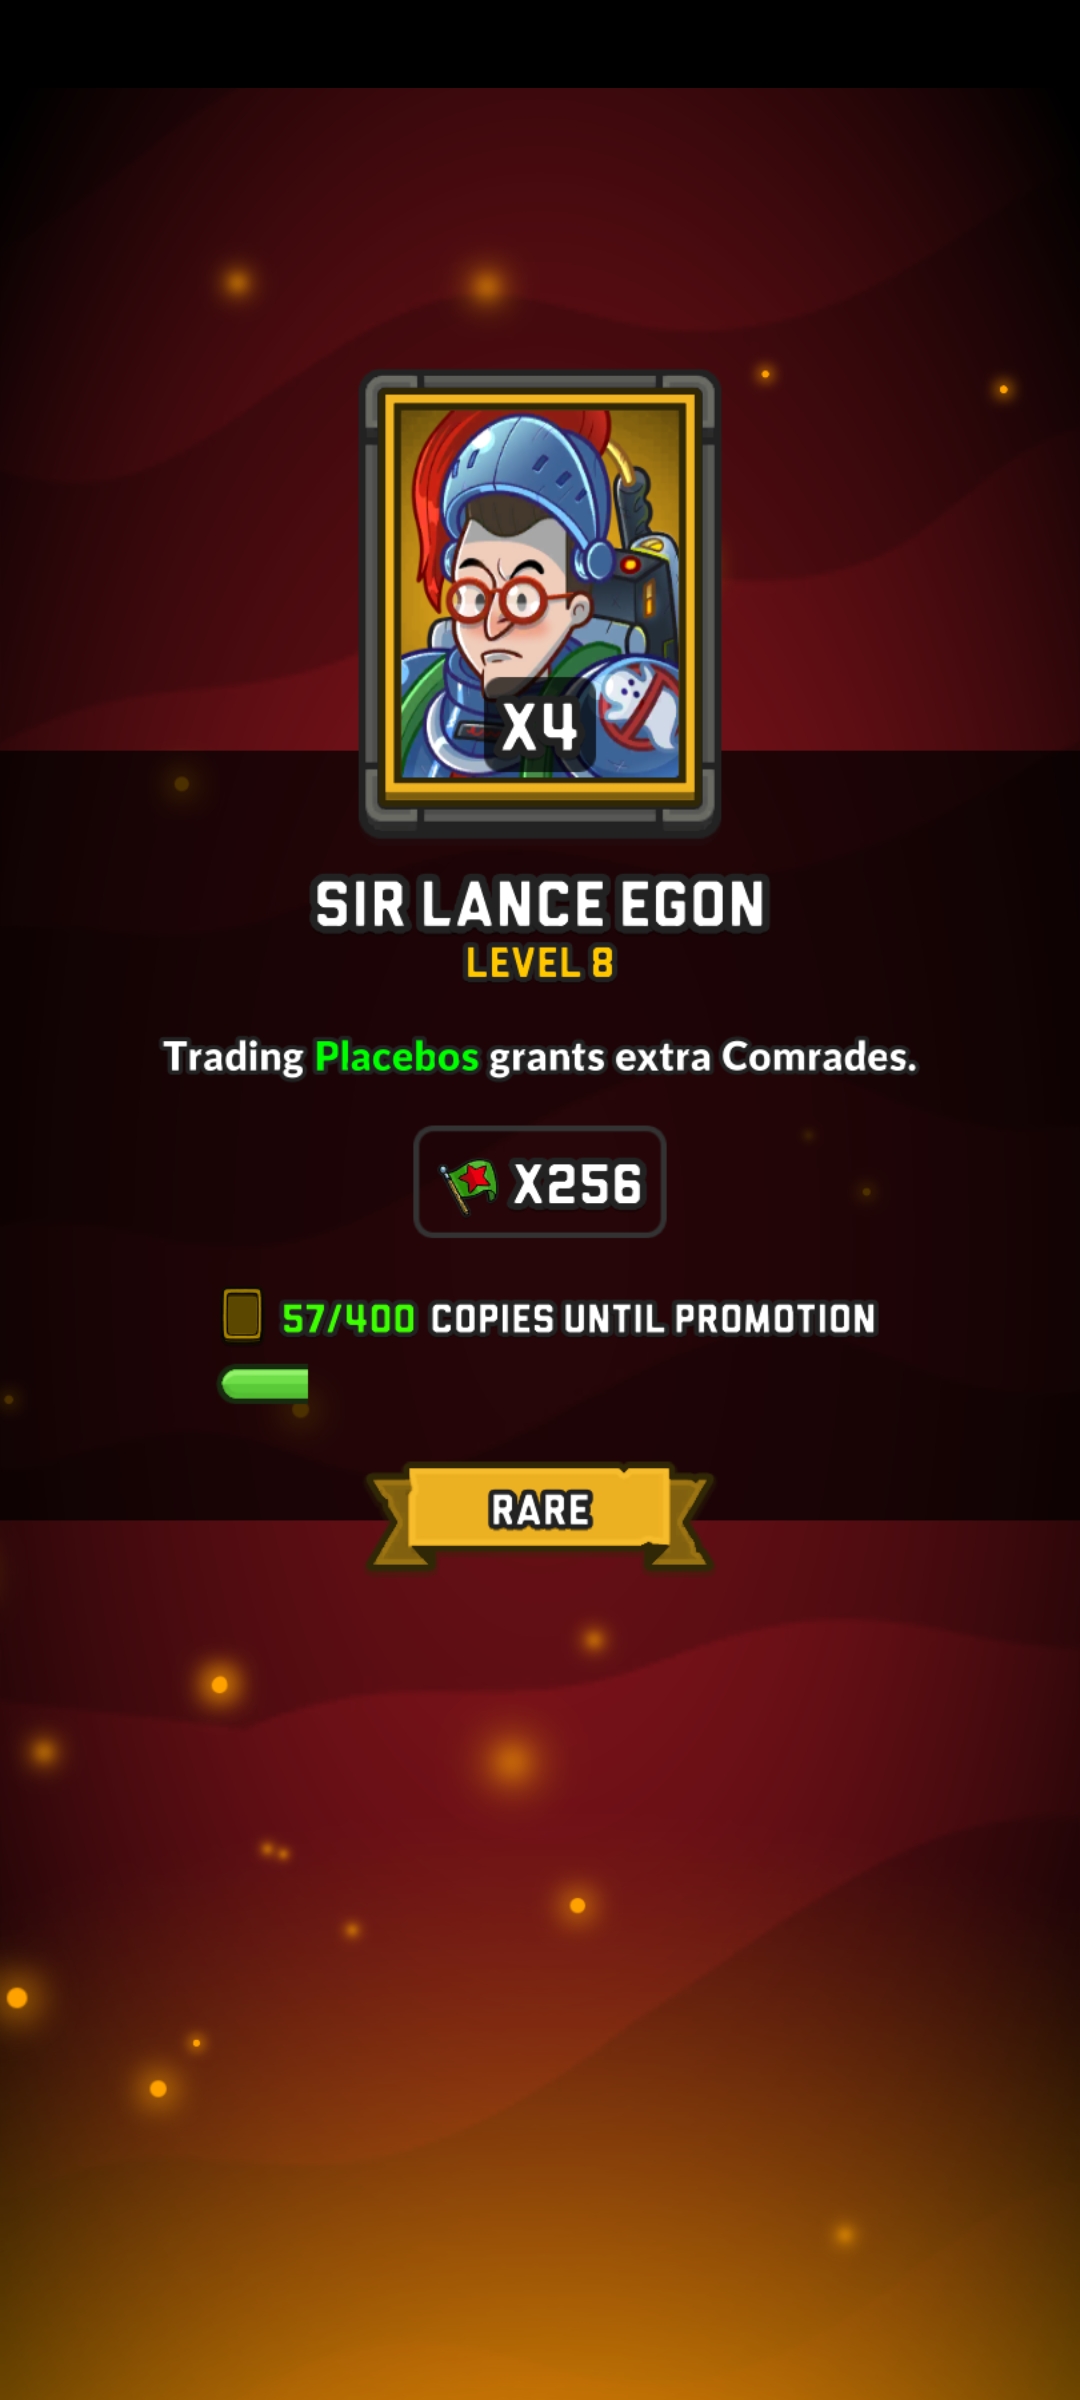 X4
SIR LANCE EGON
LEVEL 8
Trading Placebos grants extra Comrades.
X256
57/400 COPIES UNTIL PROMOTION
RARE